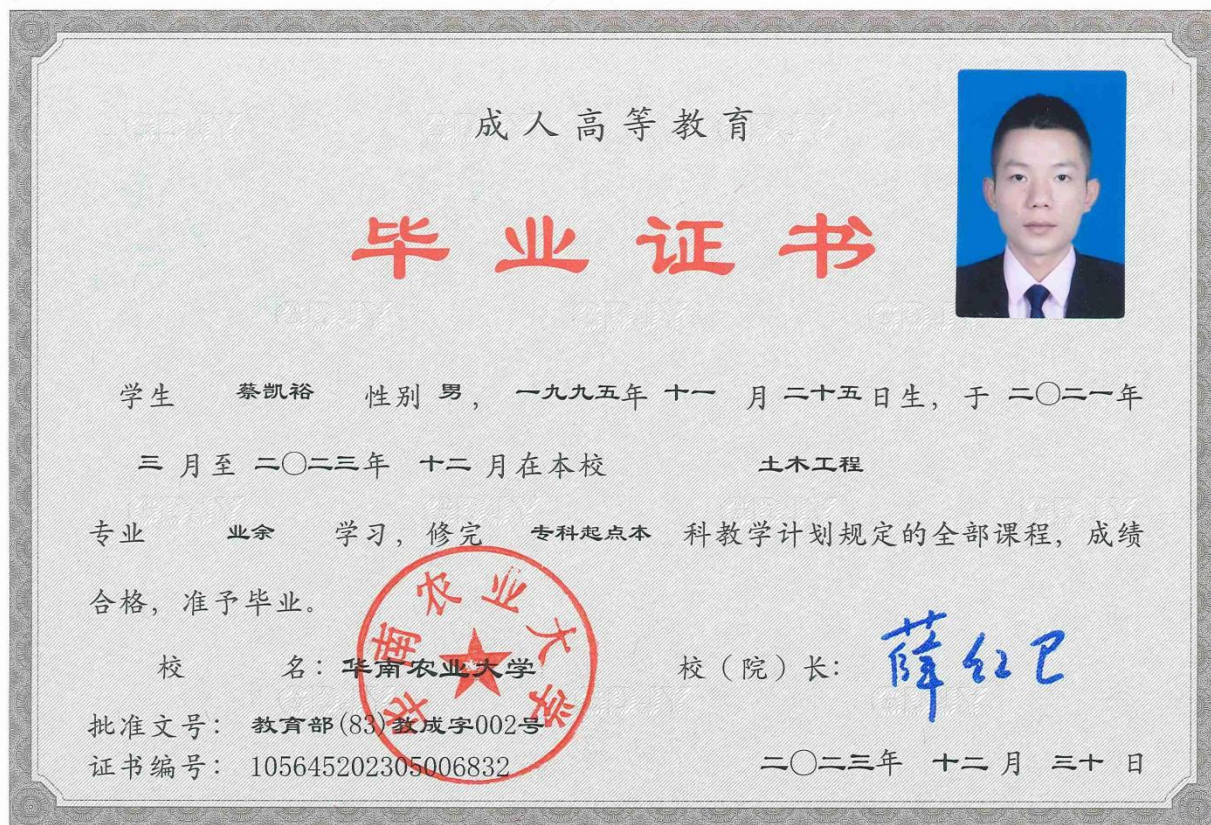 成人高等教育
毕业证书
学生 蔡凯裕 性别 男，一九九五年 十一 月 二十五日生，于 二〇二一年
三 月至 二〇二三年 十二 月在本校 土木工程
专业 业余 学习，修完 专科起点本 科教学计划规定的全部课程，成绩
合格，准予毕业。
校 名：华南农业大学 校（院）长：薛红卫
批准文号：教育部(83)教成字002号
证书编号：105645202305006832 二〇二三年 十二 月 三十 日
华南农业大学